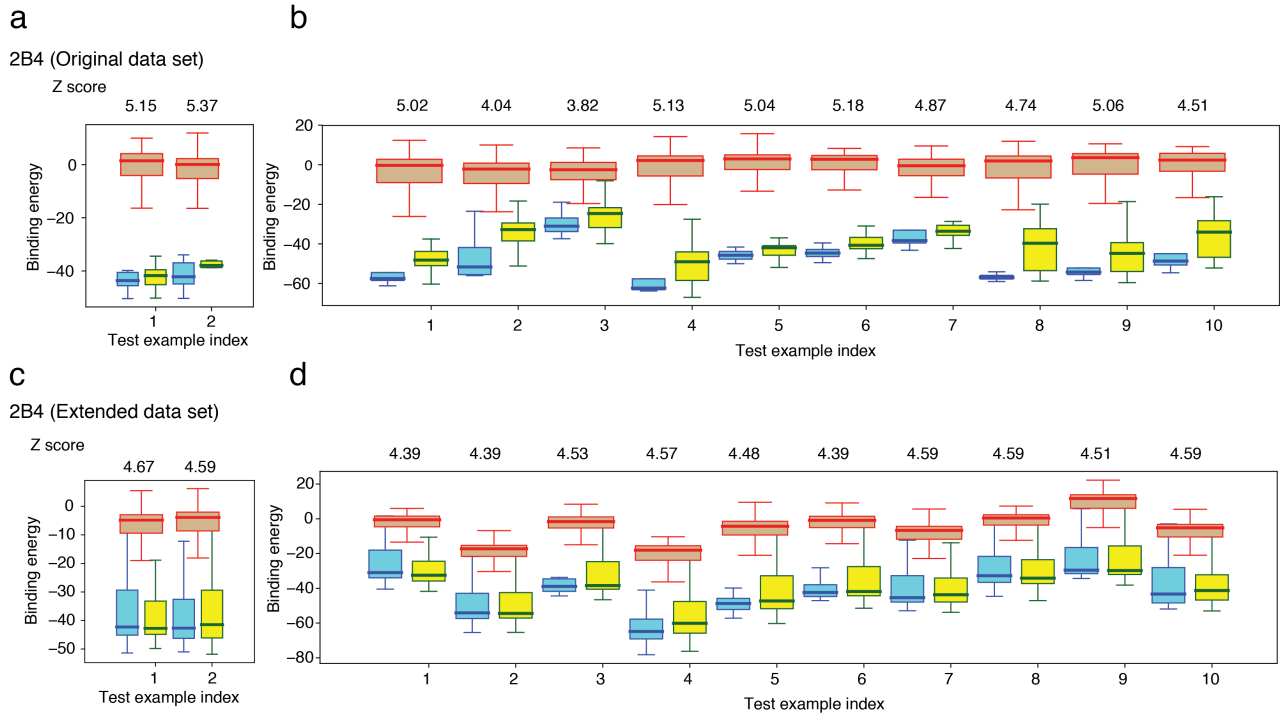 a
b
2B4 (Original data set)
Z score
5.15 5.37
5.02 4.04 3.82 5.13 5.04 5.18 4.87 4.74 5.06 4.51
Binding energy
0
−20
−40
1 2
Test example index
Binding energy
20
0
−20
−40
−60
1 2 3 4 5 6 7 8 9 10
Test example index
c
d
2B4 (Extended data set)
Z score
4.67 4.59
4.39 4.39 4.53 4.57 4.48 4.39 4.59 4.59 4.51 4.59
Binding energy
0
−10
−20
−30
−40
−50
1 2
Test example index
Binding energy
20
0
−20
−40
−60
−80
1 2 3 4 5 6 7 8 9 10
Test example index